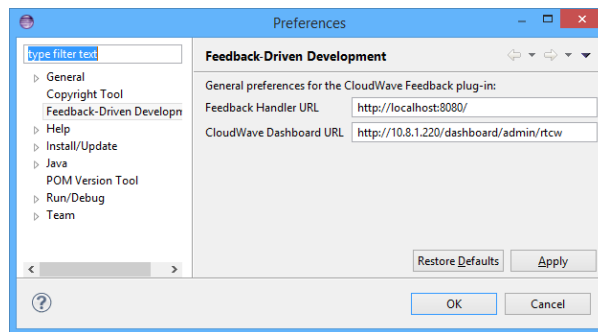 Preferences
type filter text
General
Copyright Tool
Feedback-Driven Developm
Help
Install/Update
Java
POM Version Tool
Run/Debug
Team
Feedback-Driven Development
General preferences for the CloudWave Feedback plug-in:
Feedback Handler URL http://localhost:8080/
CloudWave Dashboard URL http://10.8.1.220/dashboard/admin/rtcw
Restore Defaults Apply
OK Cancel